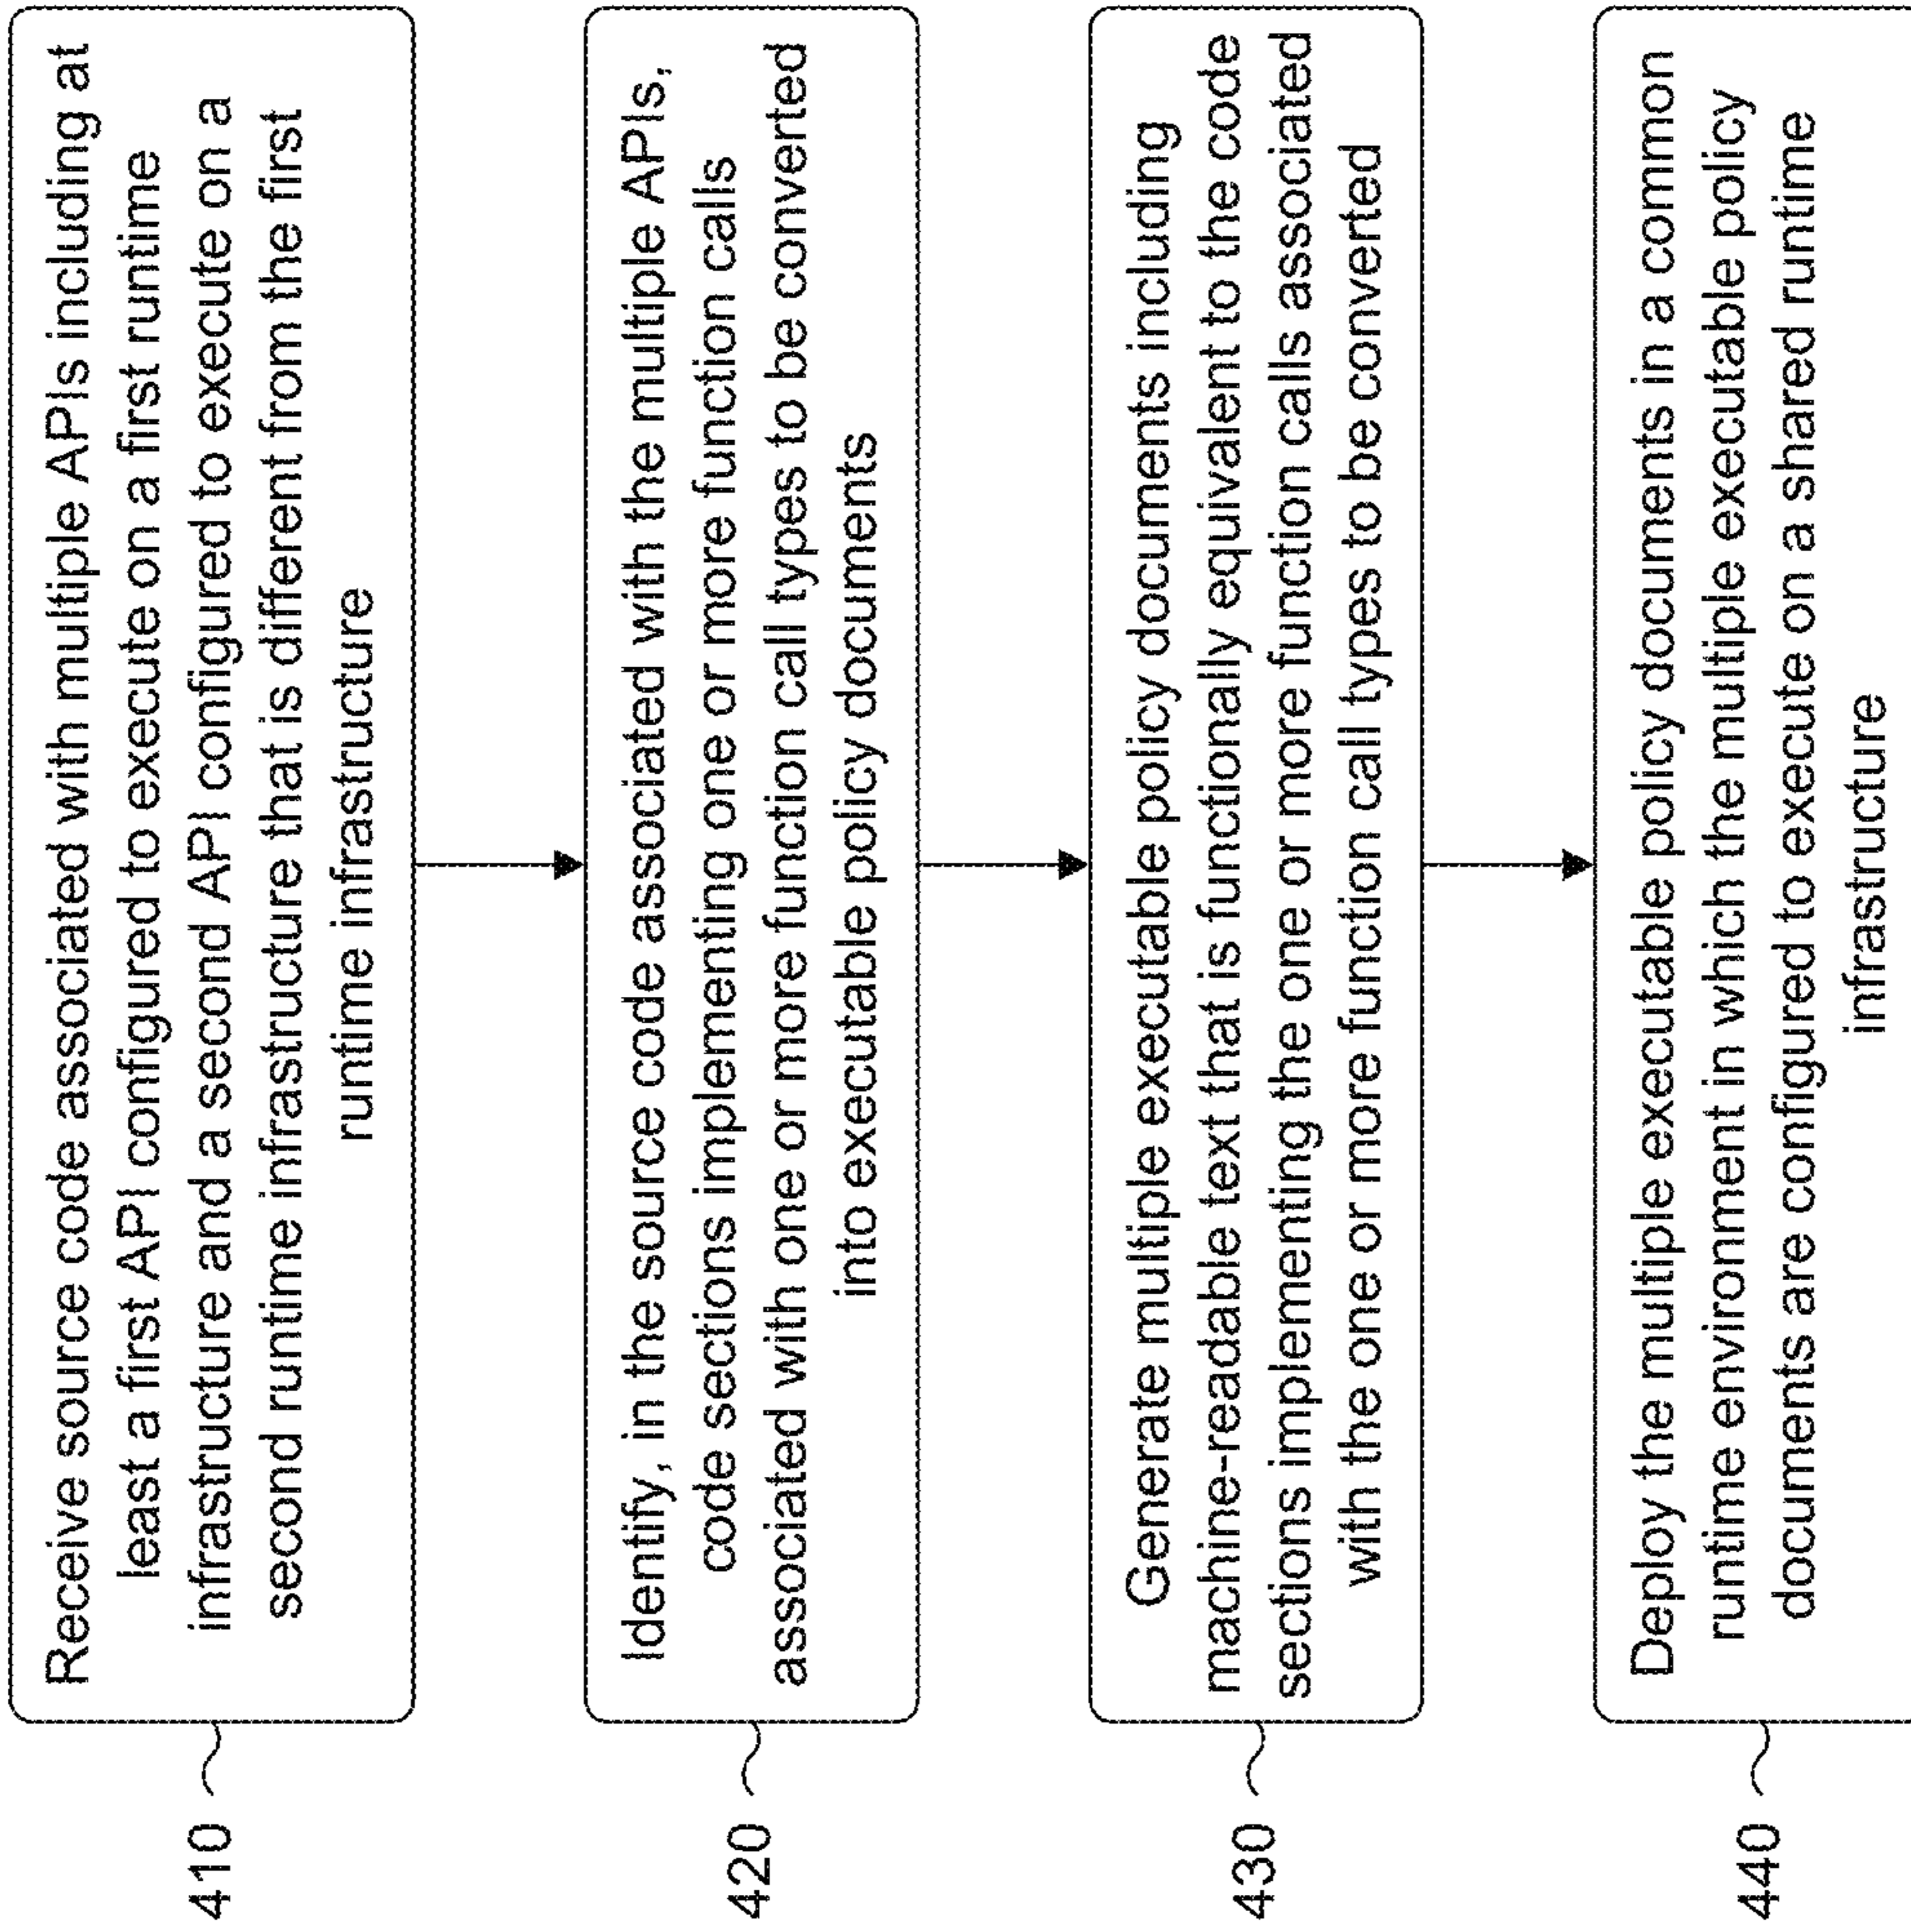 410
Receive source code associated with multiple APIs including at
least a first API configured to execute on a first runtime
infrastructure and a second API configured to execute on a
second runtime infrastructure that is different from the first
runtime infrastructure
420
Identify, in the source code associated with the multiple APIs,
code sections implementing one or more function calls
associated with one or more function call types to be converted
into executable policy documents
430
Generate multiple executable policy documents including
machine-readable text that is functionally equivalent to the code
sections implementing the one or more function calls associated
with the one or more function call types to be converted
440
Deploy the multiple executable policy documents in a common
runtime environment in which the multiple executable policy
documents are configured to execute on a shared runtime
infrastructure